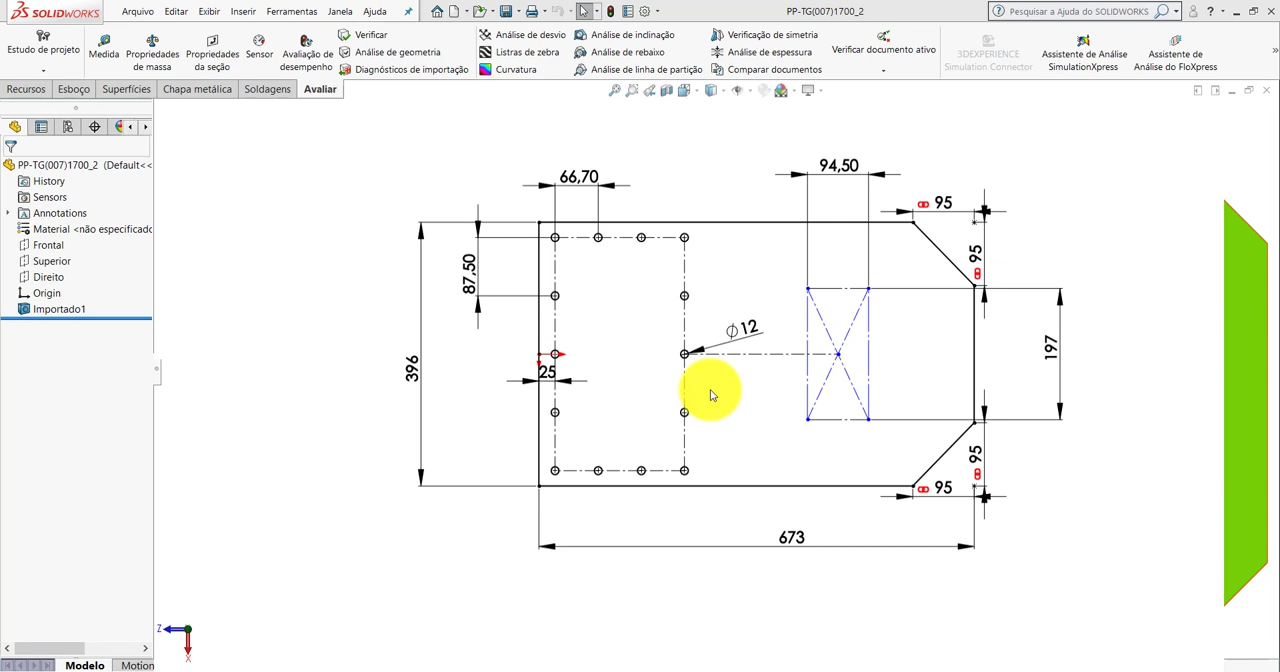 SOLIDWORKS
Arquivo Editar Exibir Inserir Ferramentas Janela Ajuda
PP-TG(007)1700_2
Pesquisar a Ajuda do SOLIDWORKS
Estudo de projeto
Medida
Propriedades de massa
Propriedades da seção
Sensor
Avaliação de desempenho
Verificar
Análise de geometria
Diagnósticos de importação
Análise de desvio
Listras de zebra
Curvatura
Análise de inclinação
Análise de rebaixo
Análise de linha de partição
Verificação de simetria
Análise de espessura
Comparar documentos
Verificar documento ativo
3DEXPERIENCE
Simulation Connector
Assistente de Análise
SimulationXpress
Assistente de
Análise do FloXpress
Recursos Esboço Superfícies Chapa metálica Soldagens Avaliar
PP-TG(007)1700_2 (Default<<
History
Sensors
Annotations
Material <não especificado
Frontal
Superior
Direito
Origin
Importado1
66,70
94,50
95
95
87,50
Ø12
396
25
197
95
95
673
Z
X
Modelo Motion